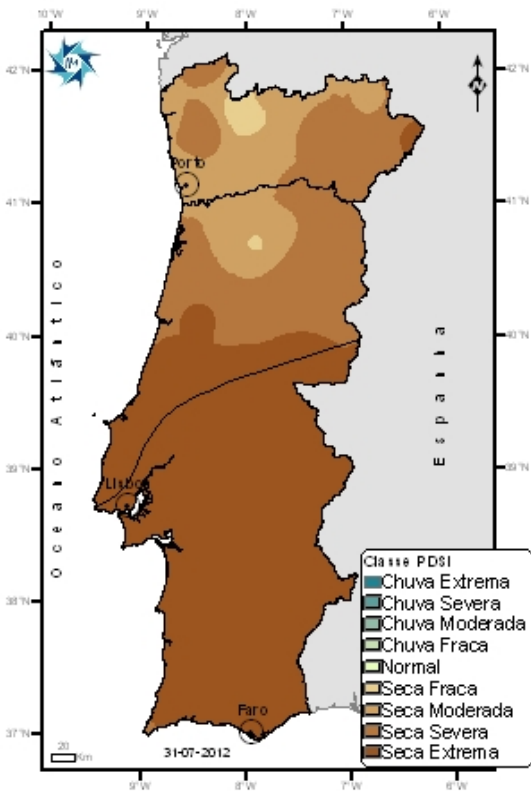 10°W 9°W 8°W 7°W 6°W
42°N 42°N
Porto
41°N 41°N
Oceano Atlántico
40°N 40°N
Espanha
39°N 39°N
Lisboa
Classe PDSI
Chuva Extrema
Chuva Severa
38°N 38°N
Chuva Moderada
Chuva Fraca
Normal
Seca Fraca
Seca Moderada
Faro
Seca Severa
37°N 37°N
20
Km
31-07-2012
Seca Extrema
9°W 8°W 7°W 6°W
N